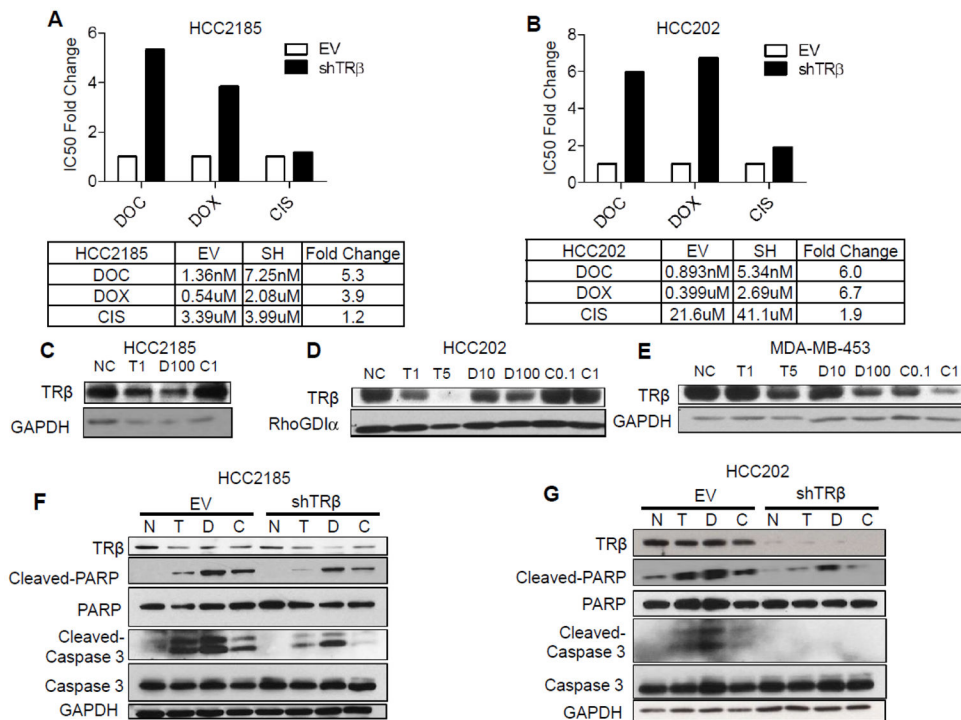 A
HCC2185
IC50 Fold Change
6
4
2
0
EV
shTRβ
DOC
DOX
CIS
HCC2185 EV SH Fold Change
DOC 1.36nM 7.25nM 5.3
DOX 0.54uM 2.08uM 3.9
CIS 3.39uM 3.99uM 1.2
B
HCC202
IC50 Fold Change
8
6
4
2
0
EV
shTRβ
DOC
DOX
CIS
HCC202 EV SH Fold Change
DOC 0.893nM 5.34nM 6.0
DOX 0.399uM 2.69uM 6.7
CIS 21.6uM 41.1uM 1.9
C
HCC2185
NC T1 D100 C1
TRβ
GAPDH
D
HCC202
NC T1 T5 D10 D100 C0.1 C1
TRβ
RhoGDIα
E
MDA-MB-453
NC T1 T5 D10 D100 C0.1 C1
TRβ
GAPDH
F
HCC2185
EV shTRβ
N T D C N T D C
TRβ
Cleaved-PARP
PARP
Cleaved-
Caspase 3
Caspase 3
GAPDH
G
HCC202
EV shTRβ
N T D C N T D C
TRβ
Cleaved-PARP
PARP
Cleaved-
Caspase 3
Caspase 3
GAPDH